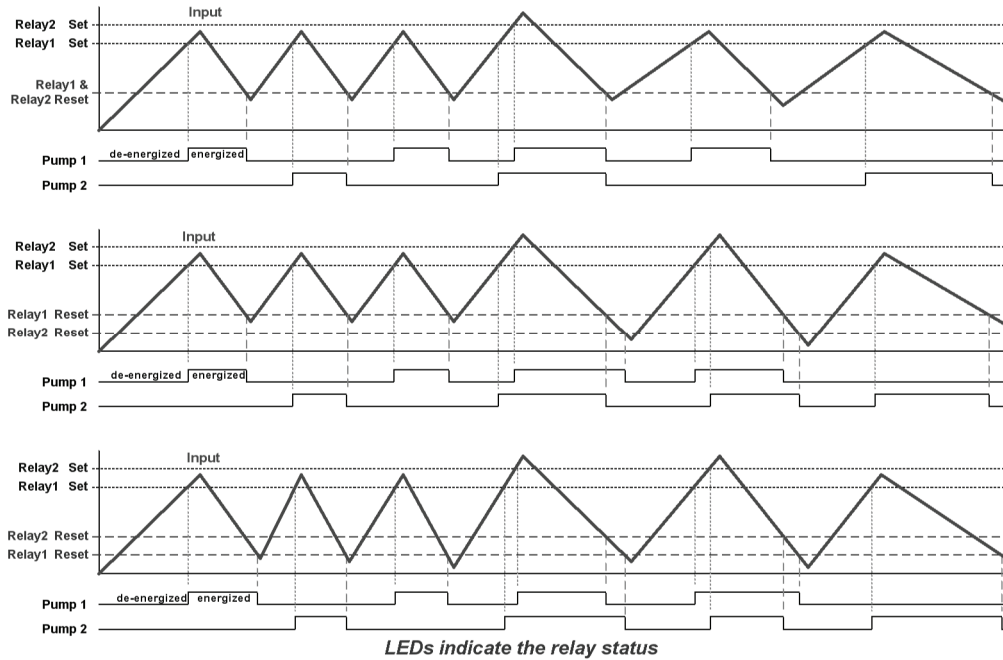 Input
Relay2 Set
Relay1 Set
Relay1 &
Relay2 Reset
de-energized energized
Pump 1
Pump 2
Input
Relay2 Set
Relay1 Set
Relay1 Reset
Relay2 Reset
de-energized energized
Pump 1
Pump 2
Input
Relay2 Set
Relay1 Set
Relay2 Reset
Relay1 Reset
de-energized energized
Pump 1
Pump 2
LEDs indicate the relay status